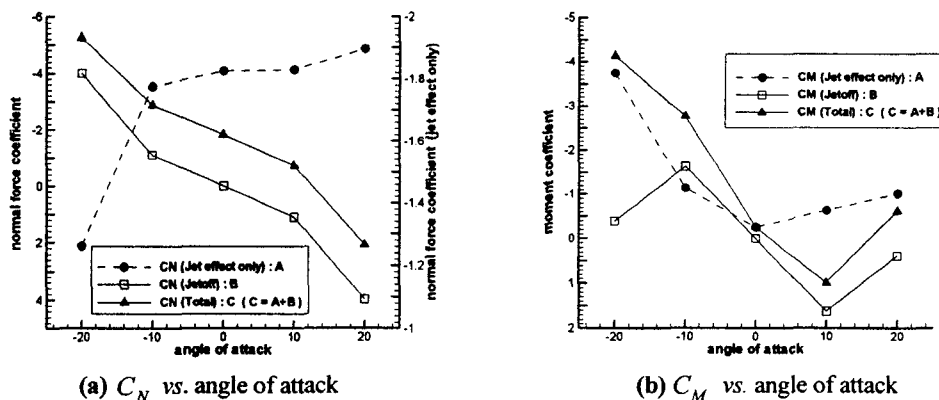 -6
-4
-2
0
2
4
normal force coefficient
-2
-1.8
-1.6
-1.4
-1.2
-1
normal force coefficient (jet effect only)
CN (Jet effect only) : A
CN (Jetoff) : B
CN (Total) : C ( C = A+B )
-20 -10 0 10 20
angle of attack
(a) C_N vs. angle of attack
-5
-3
-1
0
1
2
moment coefficient
CM (Jet effect only) : A
CM (Jetoff) : B
CM (Total) : C ( C = A+B )
-20 -10 0 10 20
angle of attack
(b) C_M vs. angle of attack